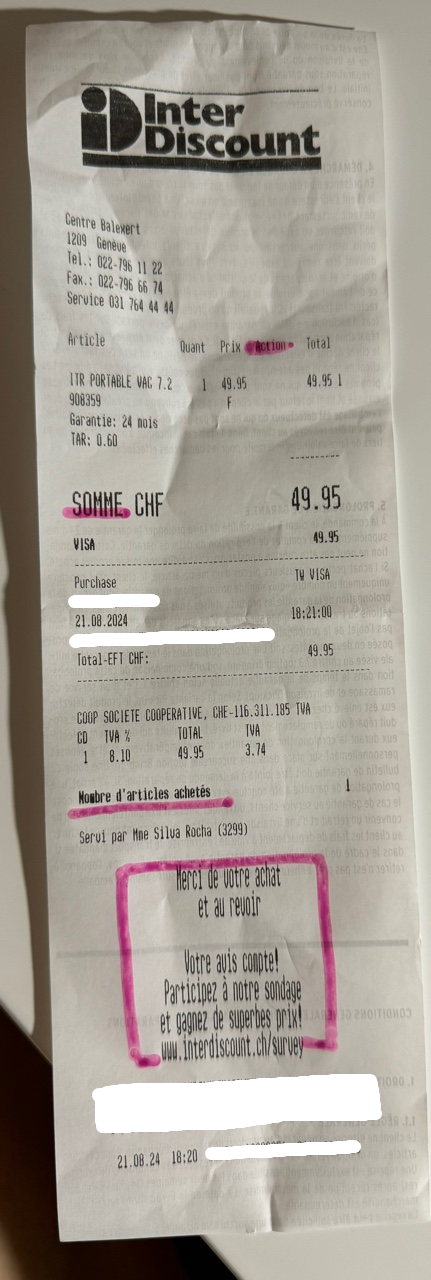 iD Inter
Discount
Centre Balexert
1209 Genève
Tel.: 022-796 11 22
Fax.: 022-796 66 74
Service 031 764 44 44
Article Quant Prix Action Total
ITR PORTABLE VAC 7.2 1 49.95 49.95 1
908359 F
Garantie: 24 mois
TAR: 0.60
SOMME CHF 49.95
VISA 49.95
Purchase TW VISA
21.08.2024 18:21:00
Total-EFT CHF: 49.95
COOP SOCIETE COOPERATIVE, CHE-116.311.185 TVA
CD TVA % TOTAL TVA
1 8.10 49.95 3.74
Nombre d'articles achetés 1
Servi par Mme Silva Rocha (3299)
Merci de votre achat
et au revoir
Votre avis compte!
Participez à notre sondage
et gagnez de superbes prix!
www.interdiscount.ch/survey
21.08.24 18:20